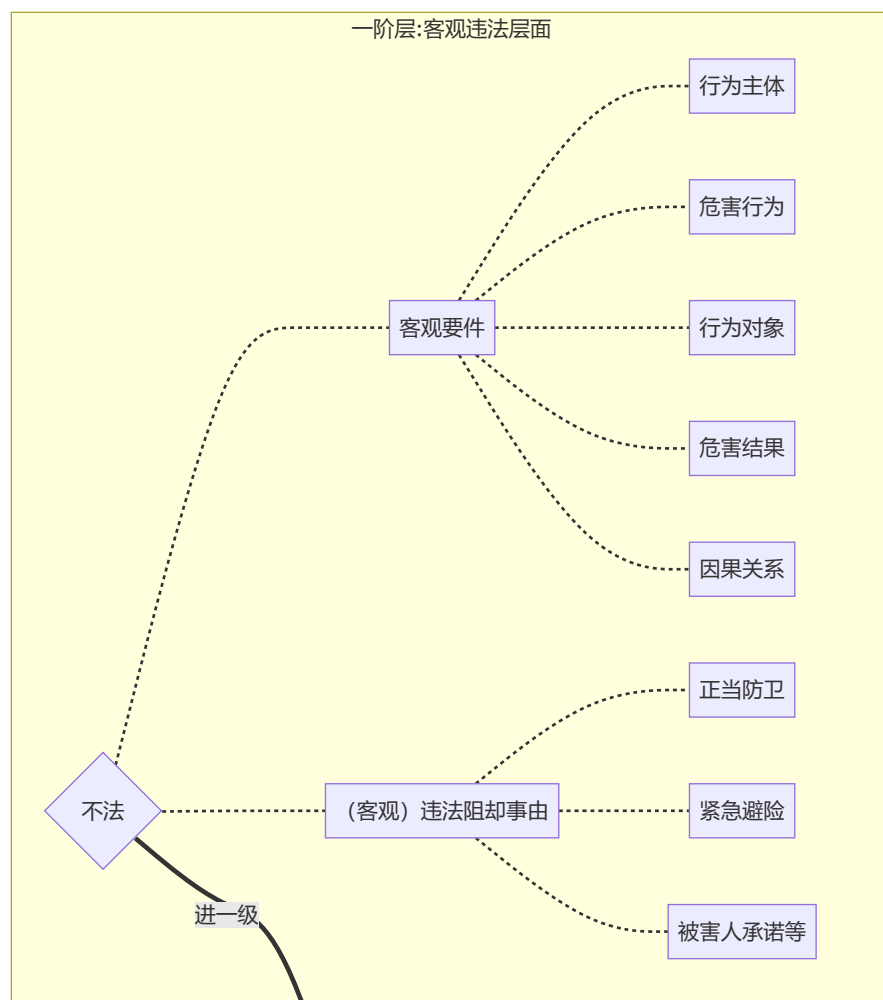 一阶层:客观违法层面
行为主体
危害行为
客观要件
行为对象
危害结果
因果关系
正当防卫
不法
（客观）违法阻却事由
紧急避险
进一级
被害人承诺等